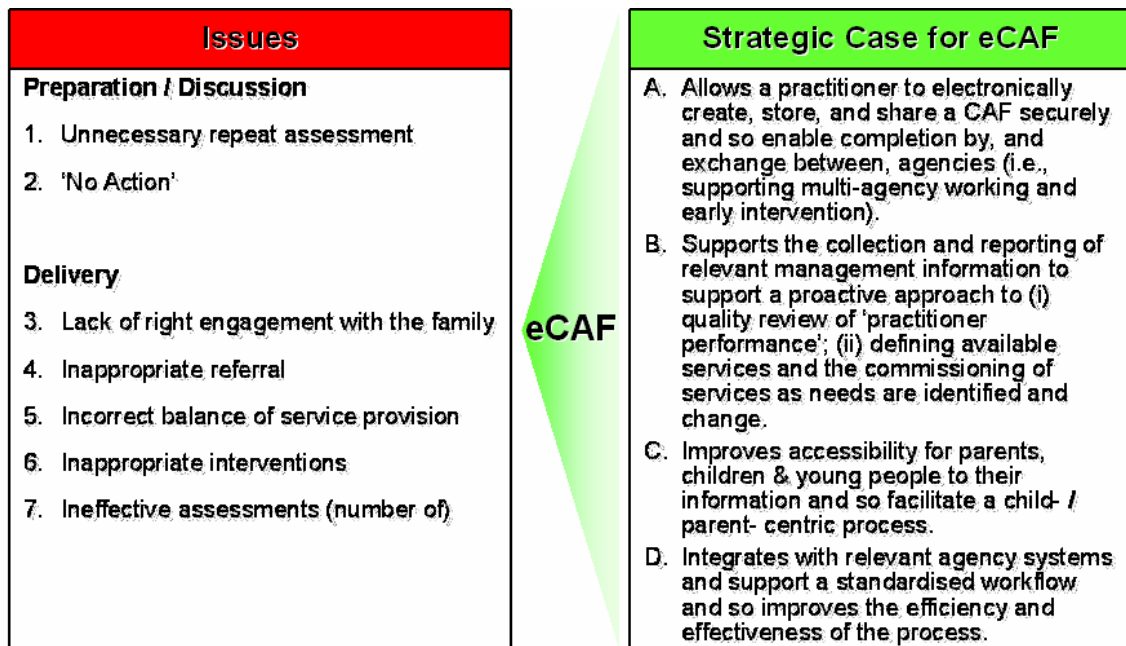 Issues
Preparation / Discussion
1. Unnecessary repeat assessment
2. 'No Action'
Delivery
3. Lack of right engagement with the family
4. Inappropriate referral
5. Incorrect balance of service provision
6. Inappropriate interventions
7. Ineffective assessments (number of)
eCAF
Strategic Case for eCAF
A. Allows a practitioner to electronically
create, store, and share a CAF securely
and so enable completion by, and
exchange between, agencies (i.e.,
supporting multi-agency working and
early intervention).
B. Supports the collection and reporting of
relevant management information to
support a proactive approach to (i)
quality review of 'practitioner
performance'; (ii) defining available
services and the commissioning of
services as needs are identified and
change.
C. Improves accessibility for parents,
children & young people to their
information and so facilitate a child- /
parent- centric process.
D. Integrates with relevant agency systems
and support a standardised workflow
and so improves the efficiency and
effectiveness of the process.